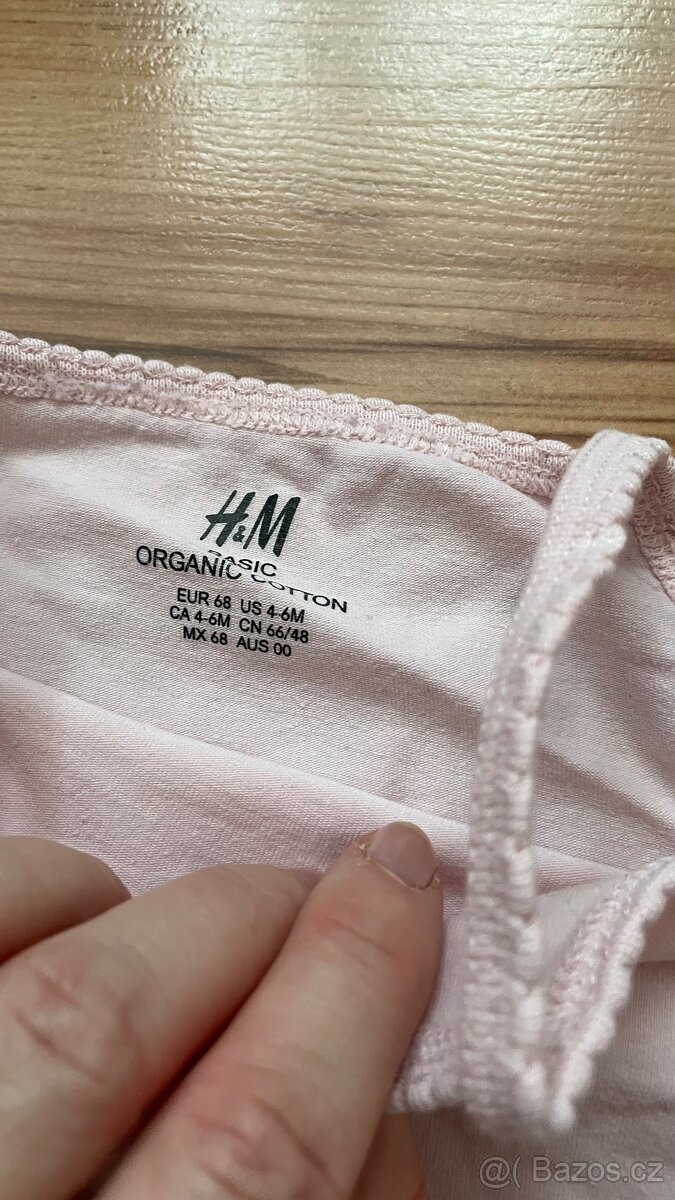 H&M
BASIC
ORGANIC COTTON
EUR 68 US 4-6M
CA 4-6M CN 66/48
MX 68 AUS 00
@( Bazos.cz